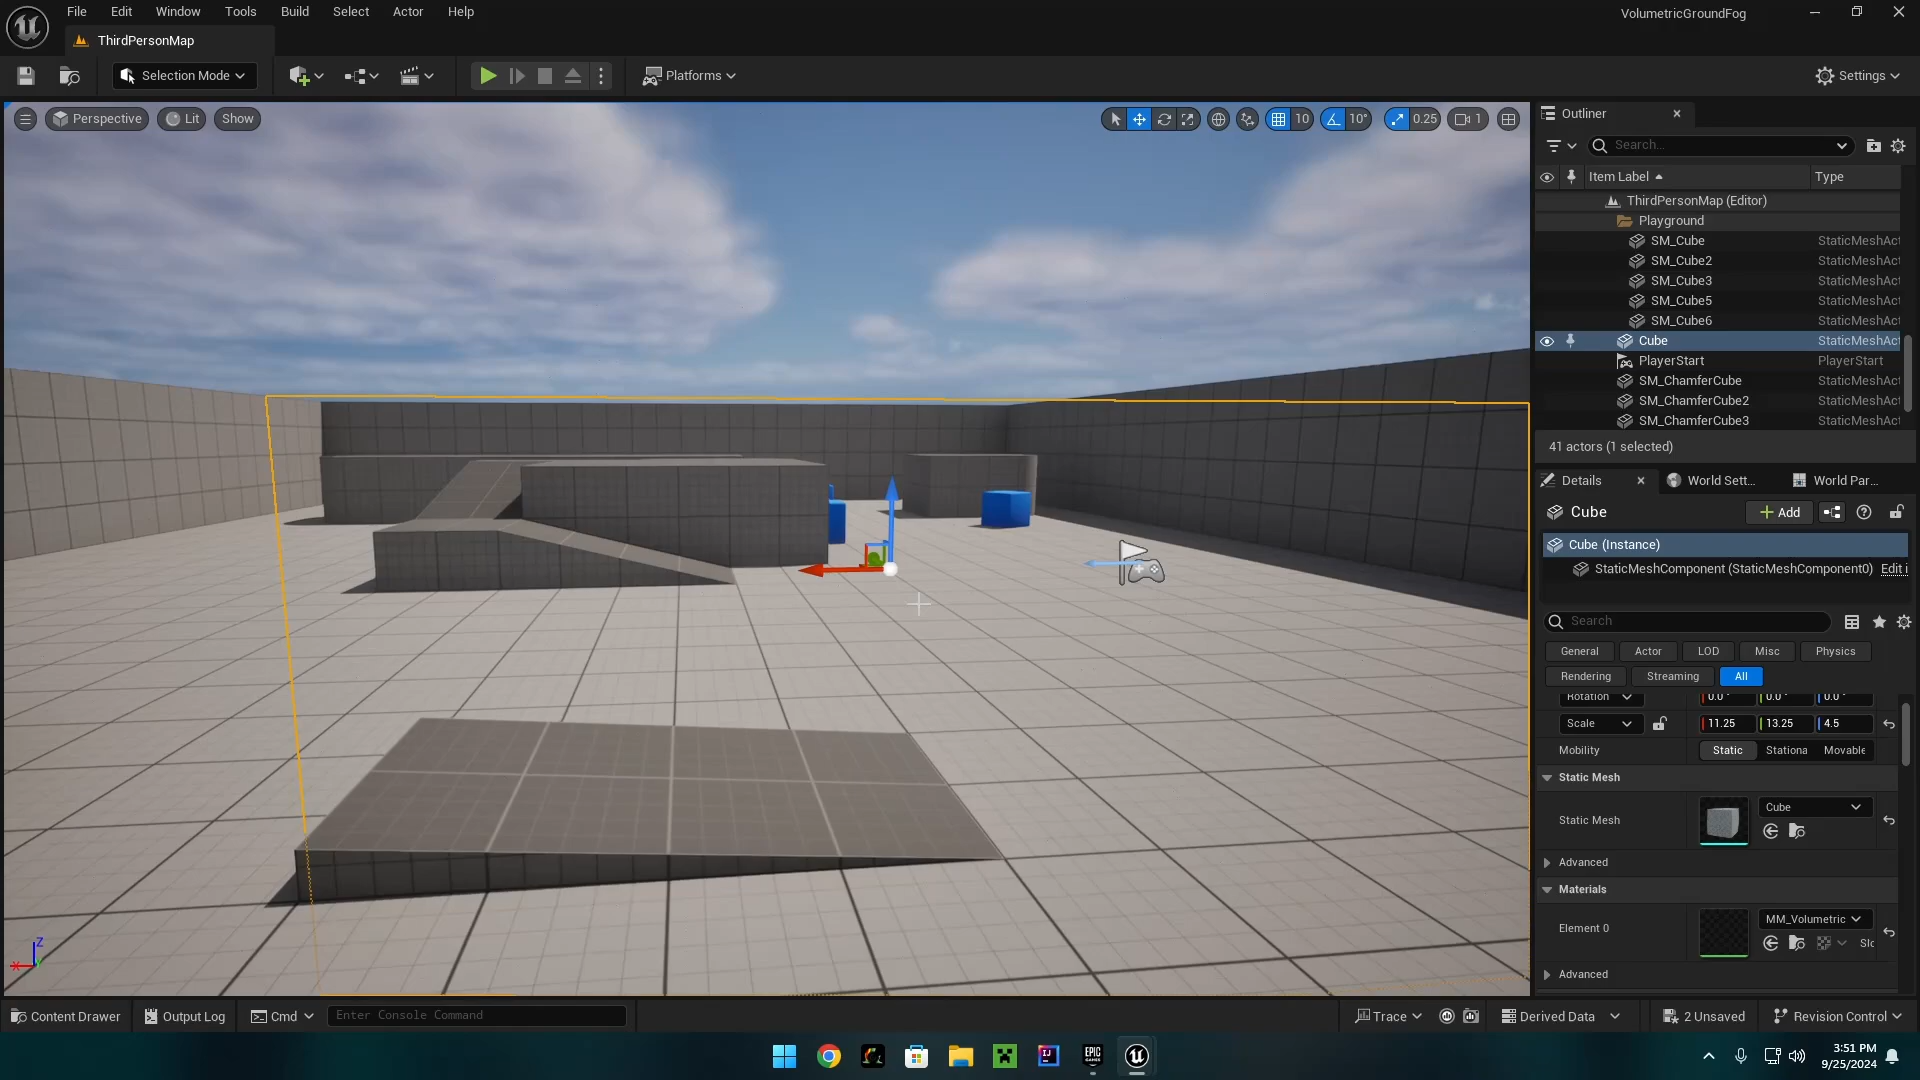 File Edit Window Tools Build Select Actor Help
VolumetricGroundFog
ThirdPersonMap
Selection Mode
Platforms
Settings
Perspective
Lit
Show
10
10°
0.25
1
Outliner
Search...
Item Label
Type
ThirdPersonMap (Editor)
Playground
SM_Cube StaticMeshAct
SM_Cube2 StaticMeshAct
SM_Cube3 StaticMeshAct
SM_Cube5 StaticMeshAct
SM_Cube6 StaticMeshAct
Cube StaticMeshAct
PlayerStart PlayerStart
SM_ChamferCube StaticMeshAct
SM_ChamferCube2 StaticMeshAct
SM_ChamferCube3 StaticMeshAct
41 actors (1 selected)
Details
World Sett...
World Par...
Cube
Add
Cube (Instance)
StaticMeshComponent (StaticMeshComponent0) Edit i
Search
General Actor LOD Misc Physics
Rendering Streaming All
Rotation 0.0° 0.0° 0.0°
Scale 11.25 13.25 4.5
Mobility Static Stationa Movable
Static Mesh
Static Mesh Cube
Advanced
Materials
Element 0 MM_Volumetric
Slc
Advanced
Z
X
Content Drawer
Output Log
Cmd
Enter Console Command
Trace
Derived Data
2 Unsaved
Revision Control
EPIC GAMES
IJ
3:51 PM
9/25/2024